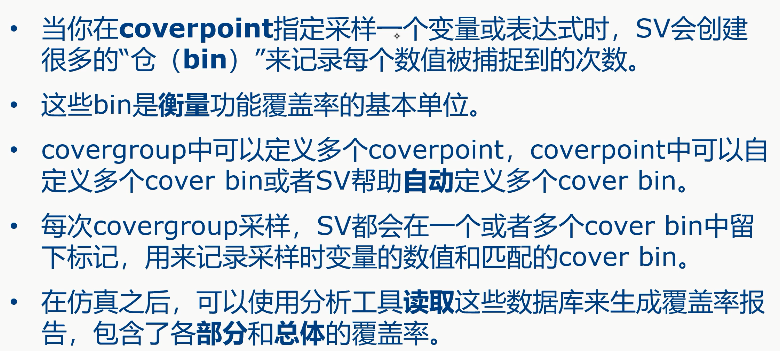 • 当你在coverpoint指定采样一个变量或表达式时，SV会创建
很多的“仓（bin）”来记录每个数值被捕捉到的次数。
• 这些bin是衡量功能覆盖率的基本单位。
• covergroup中可以定义多个coverpoint，coverpoint中可以自
定义多个cover bin或者SV帮助自动定义多个cover bin。
• 每次covergroup采样，SV都会在一个或者多个cover bin中留
下标记，用来记录采样时变量的数值和匹配的cover bin。
• 在仿真之后，可以使用分析工具读取这些数据库来生成覆盖率报
告，包含了各部分和总体的覆盖率。